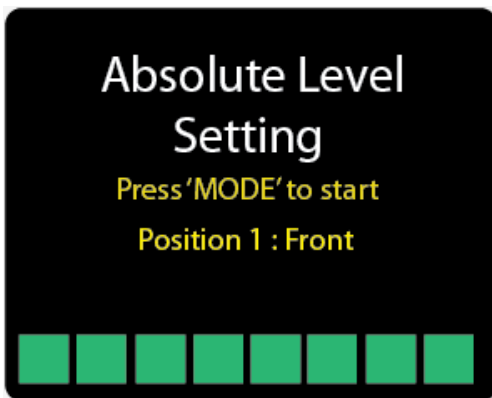 Absolute Level
Setting
Press 'MODE' to start
Position 1 : Front